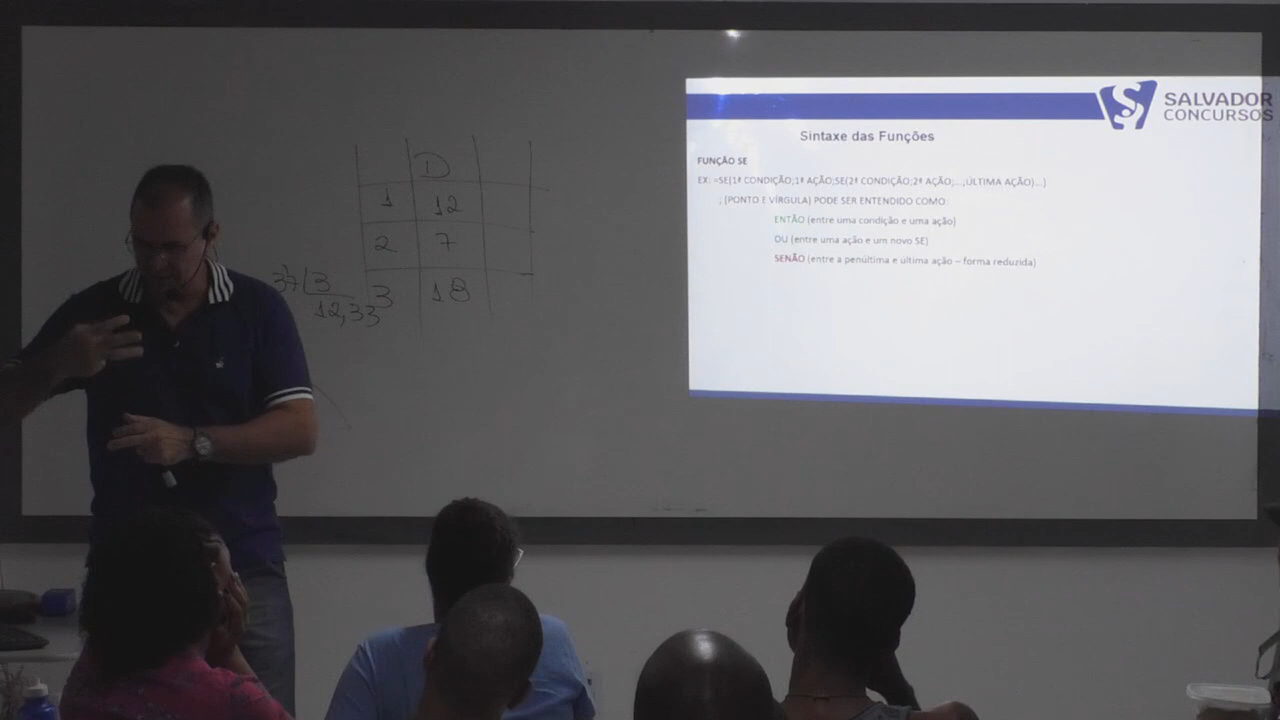 D
1 12
2 7
3 18
37 3
12,33
SALVADOR
CONCURSOS
Sintaxe das Funções
FUNÇÃO SE
EX: =SE(1ª CONDIÇÃO;1ª AÇÃO;SE(2ª CONDIÇÃO;2ª AÇÃO;...;ÚLTIMA AÇÃO)...)
; (PONTO E VÍRGULA) PODE SER ENTENDIDO COMO:
ENTÃO (entre uma condição e uma ação)
OU (entre uma ação e um novo SE)
SENÃO (entre a penúltima e última ação – forma reduzida)